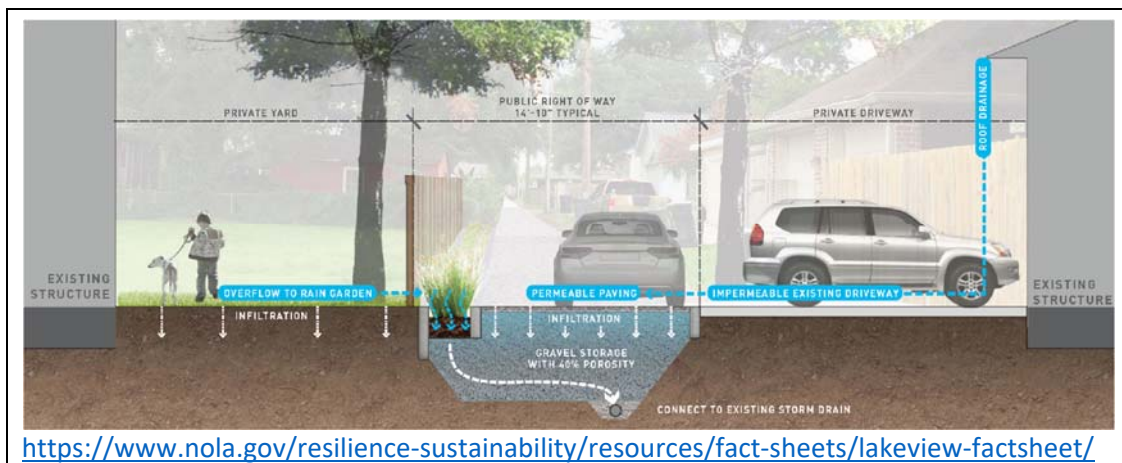 PRIVATE YARD
PUBLIC RIGHT OF WAY
14'-10" TYPICAL
PRIVATE DRIVEWAY
ROOF DRAINAGE
EXISTING
STRUCTURE
OVERFLOW TO RAIN GARDEN
PERMEABLE PAVING
IMPERMEABLE EXISTING DRIVEWAY
EXISTING
STRUCTURE
INFILTRATION
INFILTRATION
GRAVEL STORAGE
WITH 40% POROSITY
CONNECT TO EXISTING STORM DRAIN
https://www.nola.gov/resilience-sustainability/resources/fact-sheets/lakeview-factsheet/